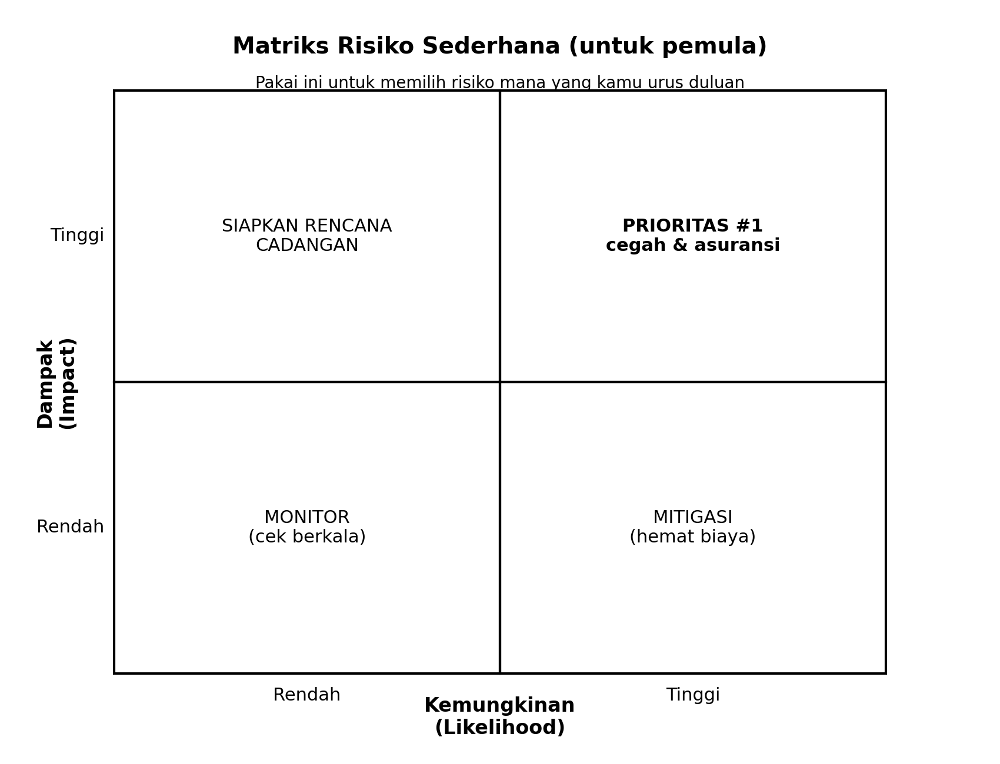 Matriks Risiko Sederhana (untuk pemula)
Pakai ini untuk memilih risiko mana yang kamu urus duluan
Tinggi
SIAPKAN RENCANA
CADANGAN
PRIORITAS #1
cegah & asuransi
Dampak
(Impact)
Rendah
MONITOR
(cek berkala)
MITIGASI
(hemat biaya)
Rendah
Tinggi
Kemungkinan
(Likelihood)